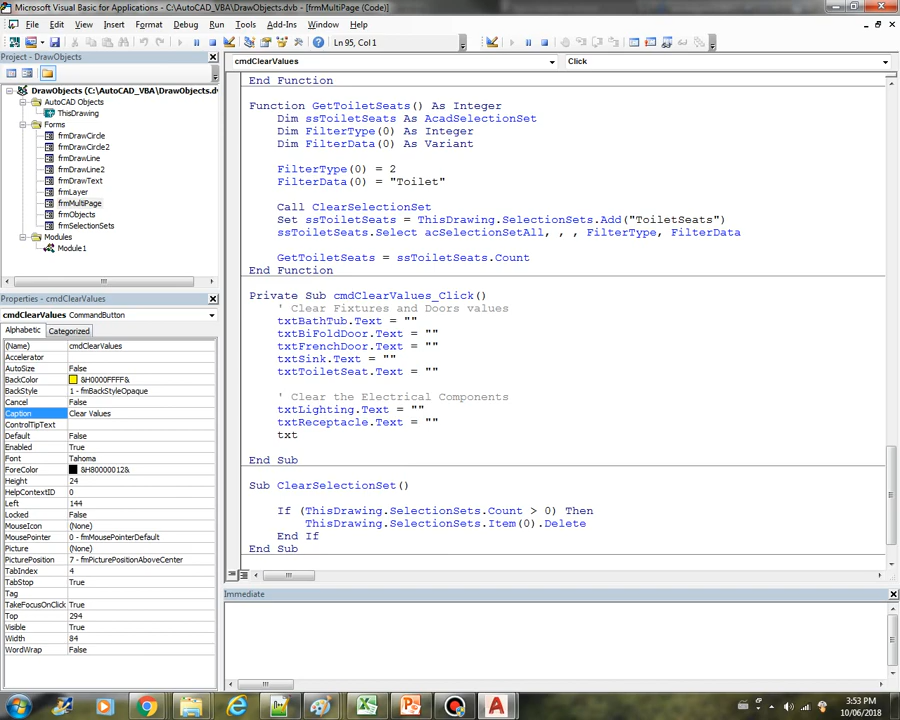 Microsoft Visual Basic for Applications - C:\AutoCAD_VBA\DrawObjects.dvb - [frmMultiPage (Code)]
File Edit View Insert Format Debug Run Tools Add-Ins Window Help
Ln 95, Col 1
Project - DrawObjects
DrawObjects (C:\AutoCAD_VBA\DrawObjects.dv
AutoCAD Objects
ThisDrawing
Forms
frmDrawCircle
frmDrawCircle2
frmDrawLine
frmDrawLine2
frmDrawText
frmLayer
frmMultiPage
frmObjects
frmSelectionSets
Modules
Module1
Properties - cmdClearValues
cmdClearValues CommandButton
Alphabetic Categorized
(Name) cmdClearValues
Accelerator
AutoSize False
BackColor &H0000FFFF&
BackStyle 1 - fmBackStyleOpaque
Cancel False
Caption Clear Values
ControlTipText
Default False
Enabled True
Font Tahoma
ForeColor &H80000012&
Height 24
HelpContextID 0
Left 144
Locked False
MouseIcon (None)
MousePointer 0 - fmMousePointerDefault
Picture (None)
PicturePosition 7 - fmPicturePositionAboveCenter
TabIndex 4
TabStop True
Tag
TakeFocusOnClick True
Top 294
Visible True
Width 84
WordWrap False
cmdClearValues Click
End Function
Function GetToiletSeats() As Integer
Dim ssToiletSeats As AcadSelectionSet
Dim FilterType(0) As Integer
Dim FilterData(0) As Variant
FilterType(0) = 2
FilterData(0) = "Toilet"
Call ClearSelectionSet
Set ssToiletSeats = ThisDrawing.SelectionSets.Add("ToiletSeats")
ssToiletSeats.Select acSelectionSetAll, , , FilterType, FilterData
GetToiletSeats = ssToiletSeats.Count
End Function
Private Sub cmdClearValues_Click()
' Clear Fixtures and Doors values
txtBathTub.Text = ""
txtBiFoldDoor.Text = ""
txtFrenchDoor.Text = ""
txtSink.Text = ""
txtToiletSeat.Text = ""
' Clear the Electrical Components
txtLighting.Text = ""
txtReceptacle.Text = ""
txt
End Sub
Sub ClearSelectionSet()
If (ThisDrawing.SelectionSets.Count > 0) Then
ThisDrawing.SelectionSets.Item(0).Delete
End If
End Sub
Immediate
3:53 PM
10/06/2018